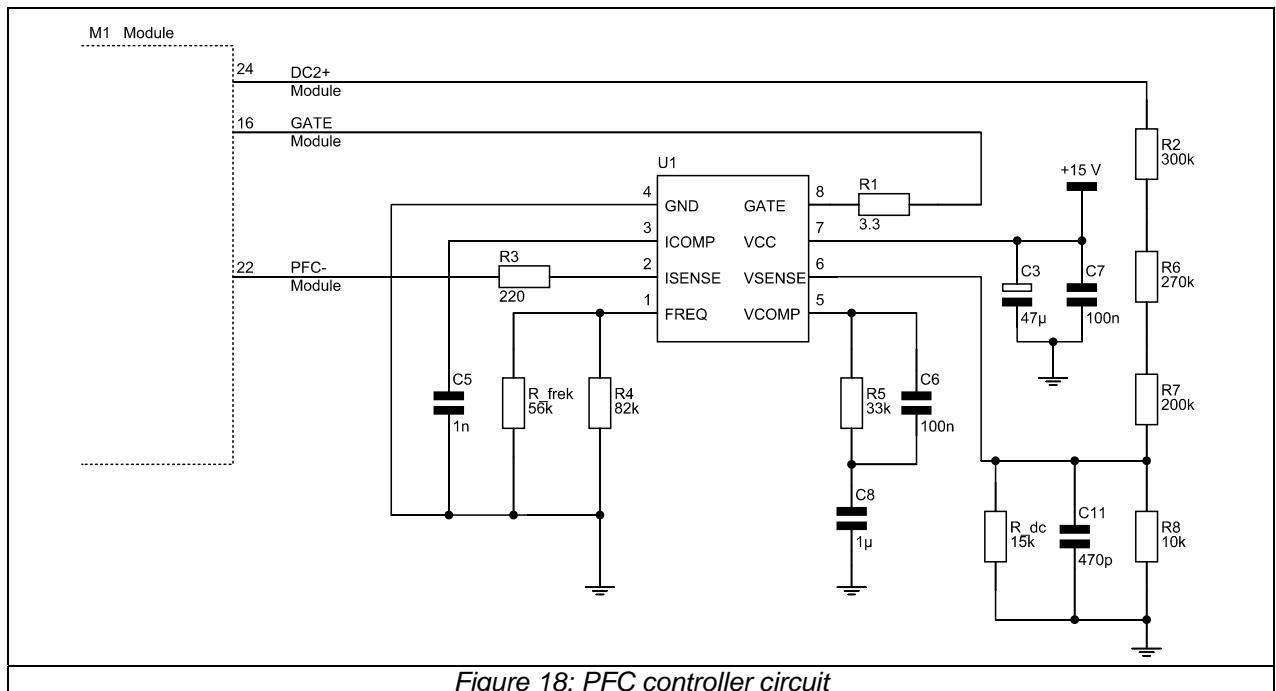 M1 Module
24 DC2+
Module
16 GATE
Module
22 PFC-
Module
U1
4 GND
3 ICOMP
2 ISENSE
1 FREQ
GATE 8
VCC 7
VSENSE 6
VCOMP 5
R1
3.3
R3
220
+15 V
C3
47µ
C7
100n
R2
300k
R6
270k
R7
200k
C5
1n
R_frek
56k
R4
82k
R5
33k
C6
100n
C8
1µ
R_dc
15k
C11
470p
R8
10k
Figure 18: PFC controller circuit